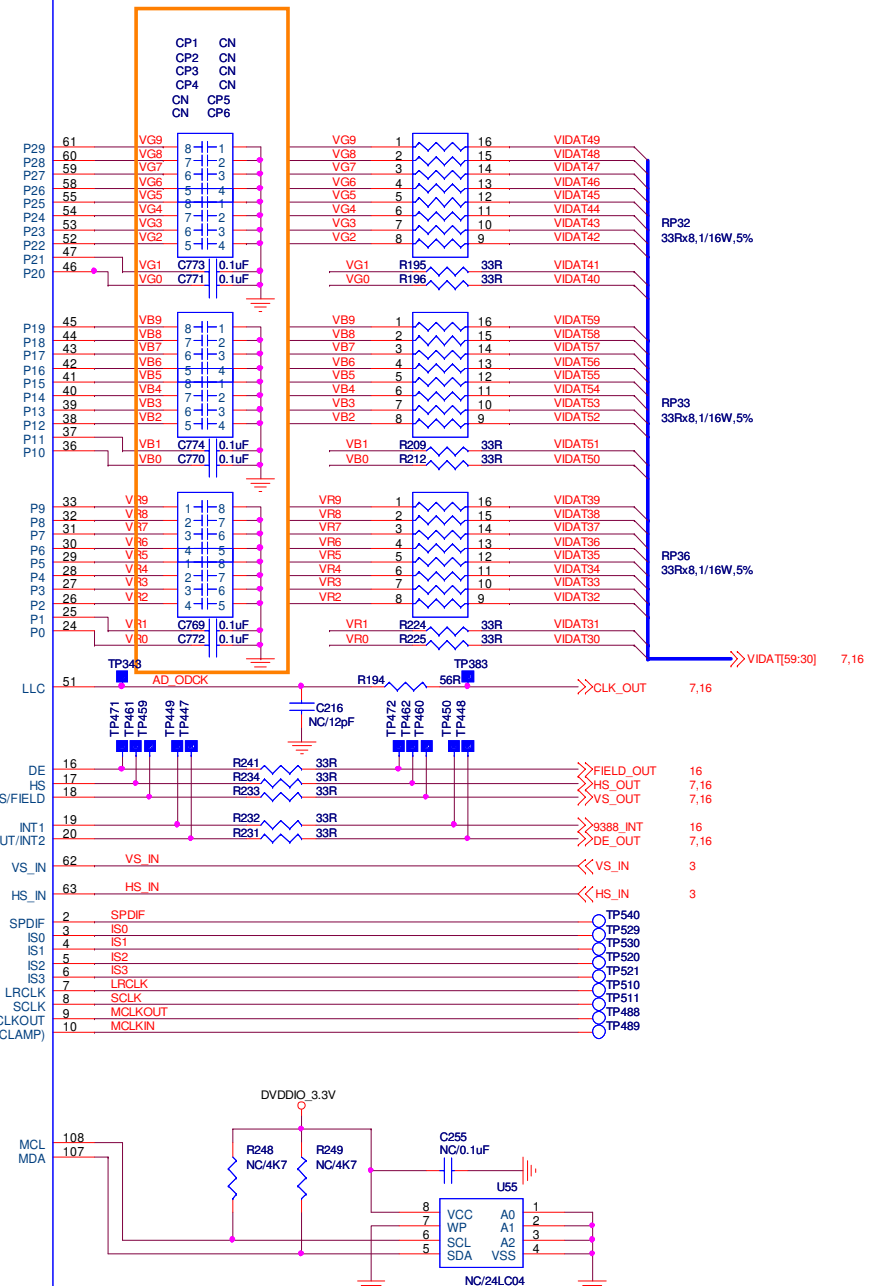 CP1 CN
CP2 CN
CP3 CN
CP4 CN
CN CP5
CN CP6
P29 61 VG9 8 1 VG9 1 16 VIDAT49
P28 60 VG8 7 2 VG8 2 15 VIDAT48
P27 59 VG7 6 3 VG7 3 14 VIDAT47
P26 58 VG6 5 4 VG6 4 13 VIDAT46
P25 55 VG5 8 1 VG5 5 12 VIDAT45
P24 54 VG4 7 2 VG4 6 11 VIDAT44
P23 53 VG3 6 3 VG3 7 10 VIDAT43
P22 52 VG2 5 4 VG2 8 9 VIDAT42
RP32
33Rx8,1/16W,5%
P21 47 VG1 C773 0.1uF VG1 R195 33R VIDAT41
P20 46 VG0 C771 0.1uF VG0 R196 33R VIDAT40
P19 45 VB9 8 1 VB9 1 16 VIDAT59
P18 44 VB8 7 2 VB8 2 15 VIDAT58
P17 43 VB7 6 3 VB7 3 14 VIDAT57
P16 42 VB6 5 4 VB6 4 13 VIDAT56
P15 41 VB5 8 1 VB5 5 12 VIDAT55
P14 40 VB4 7 2 VB4 6 11 VIDAT54
P13 39 VB3 6 3 VB3 7 10 VIDAT53
P12 38 VB2 5 4 VB2 8 9 VIDAT52
RP33
33Rx8,1/16W,5%
P11 37 VB1 C774 0.1uF VB1 R209 33R VIDAT51
P10 36 VB0 C770 0.1uF VB0 R212 33R VIDAT50
P9 33 VR9 1 8 VR9 1 16 VIDAT39
P8 32 VR8 2 7 VR8 2 15 VIDAT38
P7 31 VR7 3 6 VR7 3 14 VIDAT37
P6 30 VR6 4 5 VR6 4 13 VIDAT36
P5 29 VR5 1 8 VR5 5 12 VIDAT35
P4 28 VR4 2 7 VR4 6 11 VIDAT34
P3 27 VR3 3 6 VR3 7 10 VIDAT33
P2 26 VR2 4 5 VR2 8 9 VIDAT32
RP36
33Rx8,1/16W,5%
P1 25 VR1 C769 0.1uF VR1 R224 33R VIDAT31
P0 24 VR0 C772 0.1uF VR0 R225 33R VIDAT30
VIDAT[59:30] 7,16
TP343 TP383
LLC 51 AD_ODCK R194 56R CLK_OUT 7,16
C216
NC/12pF
TP471 TP461 TP459 TP449 TP447 TP472 TP462 TP460 TP450 TP448
DE 16 R241 33R FIELD_OUT 16
HS 17 R234 33R HS_OUT 7,16
S/FIELD 18 R233 33R VS_OUT 7,16
INT1 19 R232 33R 9388_INT 16
UT/INT2 20 R231 33R DE_OUT 7,16
VS_IN 62 VS_IN VS_IN 3
HS_IN 63 HS_IN HS_IN 3
SPDIF 2 SPDIF TP540
IS0 3 IS0 TP529
IS1 4 IS1 TP530
IS2 5 IS2 TP520
IS3 6 IS3 TP521
LRCLK 7 LRCLK TP510
SCLK 8 SCLK TP511
CLKOUT 9 MCLKOUT TP488
CLAMP) 10 MCLKIN TP489
DVDDIO_3.3V
MCL 108
MDA 107
R248
NC/4K7
R249
NC/4K7
C255
NC/0.1uF
U55
8 VCC A0 1
7 WP A1 2
6 SCL A2 3
5 SDA VSS 4
NC/24LC04